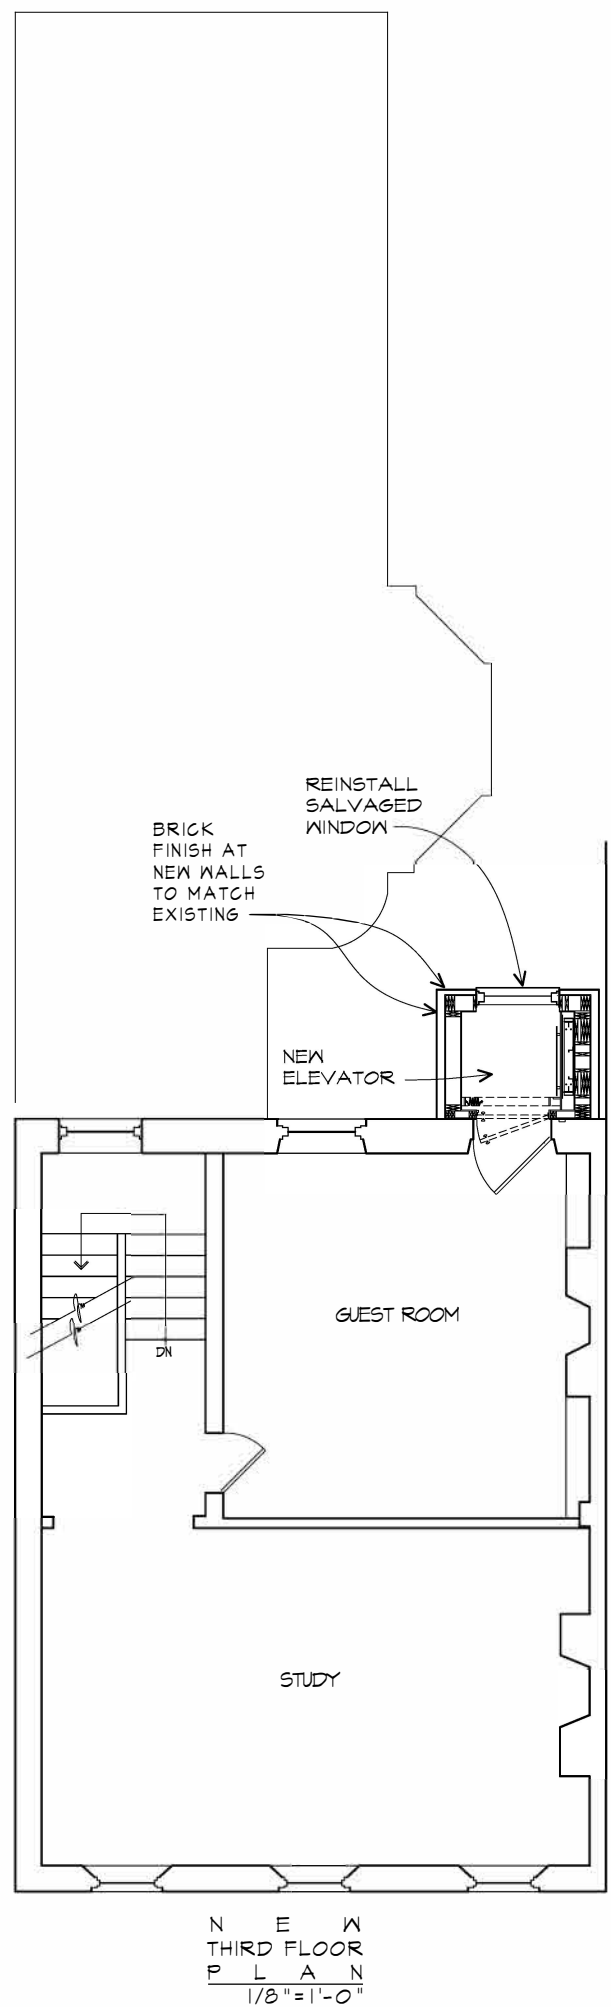 REINSTALL
SALVAGED
WINDOW
BRICK
FINISH AT
NEW WALLS
TO MATCH
EXISTING
NEW
ELEVATOR
GUEST ROOM
DN
STUDY
N E W
THIRD FLOOR
P L A N
1/8"=1'-0"